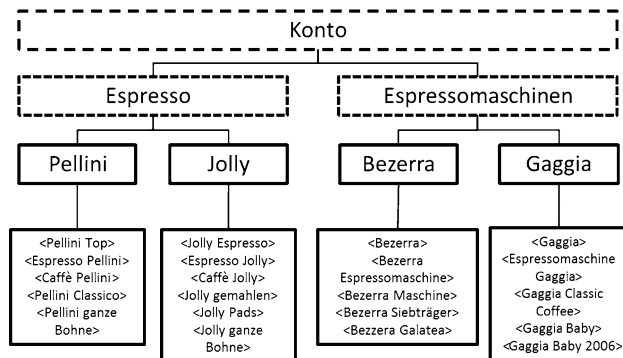 Konto
Espresso
Espressomaschinen
Pellini
Jolly
Bezerra
Gaggia
<Pellini Top>
<Espresso Pellini>
<Caffè Pellini>
<Pellini Classico>
<Pellini ganze
Bohne>
<Jolly Espresso>
<Espresso Jolly>
<Caffè Jolly>
<Jolly gemahlen>
<Jolly Pads>
<Jolly ganze
Bohne>
<Bezerra>
<Bezerra
Espressomaschine>
<Bezerra Maschine>
<Bezerra Siebträger>
<Bezzera Galatea>
<Gaggia>
<Espressomaschine
Gaggia>
<Gaggia Classic
Coffee>
<Gaggia Baby>
<Gaggia Baby 2006>